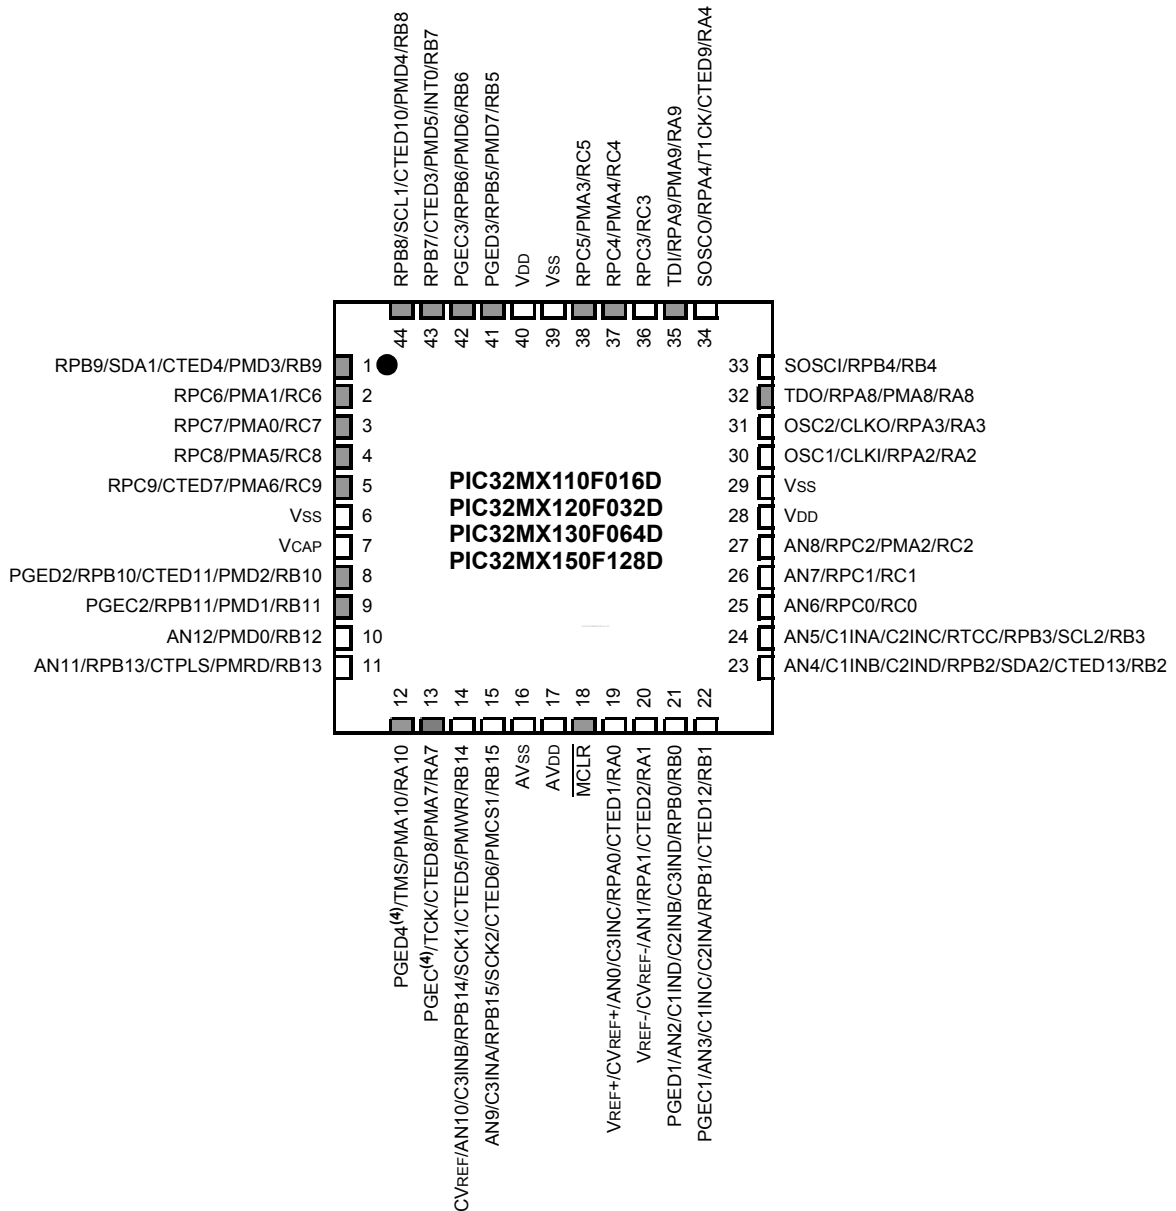 RPB8/SCL1/CTED10/PMD4/RB8
RPB7/CTED3/PMD5/INT0/RB7
PGEC3/RPB6/PMD6/RB6
PGED3/RPB5/PMD7/RB5
VDD
VSS
RPC5/PMA3/RC5
RPC4/PMA4/RC4
RPC3/RC3
TDI/RPA9/PMA9/RA9
SOSCO/RPA4/T1CK/CTED9/RA4
44
43
42
41
40
39
38
37
36
35
34
RPB9/SDA1/CTED4/PMD3/RB9 1
RPC6/PMA1/RC6 2
RPC7/PMA0/RC7 3
RPC8/PMA5/RC8 4
RPC9/CTED7/PMA6/RC9 5
VSS 6
VCAP 7
PGED2/RPB10/CTED11/PMD2/RB10 8
PGEC2/RPB11/PMD1/RB11 9
AN12/PMD0/RB12 10
AN11/RPB13/CTPLS/PMRD/RB13 11
PIC32MX110F016D
PIC32MX120F032D
PIC32MX130F064D
PIC32MX150F128D
33 SOSCI/RPB4/RB4
32 TDO/RPA8/PMA8/RA8
31 OSC2/CLKO/RPA3/RA3
30 OSC1/CLKI/RPA2/RA2
29 VSS
28 VDD
27 AN8/RPC2/PMA2/RC2
26 AN7/RPC1/RC1
25 AN6/RPC0/RC0
24 AN5/C1INA/C2INC/RTCC/RPB3/SCL2/RB3
23 AN4/C1INB/C2IND/RPB2/SDA2/CTED13/RB2
12
13
14
15
16
17
18
19
20
21
22
PGED4(4)/TMS/PMA10/RA10
PGEC(4)/TCK/CTED8/PMA7/RA7
CVREF/AN10/C3INB/RPB14/SCK1/CTED5/PMWR/RB14
AN9/C3INA/RPB15/SCK2/CTED6/PMCS1/RB15
AVSS
AVDD
MCLR
VREF+/CVREF+/AN0/C3INC/RPA0/CTED1/RA0
VREF-/CVREF-/AN1/RPA1/CTED2/RA1
PGED1/AN2/C1IND/C2INB/C3IND/RPB0/RB0
PGEC1/AN3/C1INC/C2INA/RPB1/CTED12/RB1